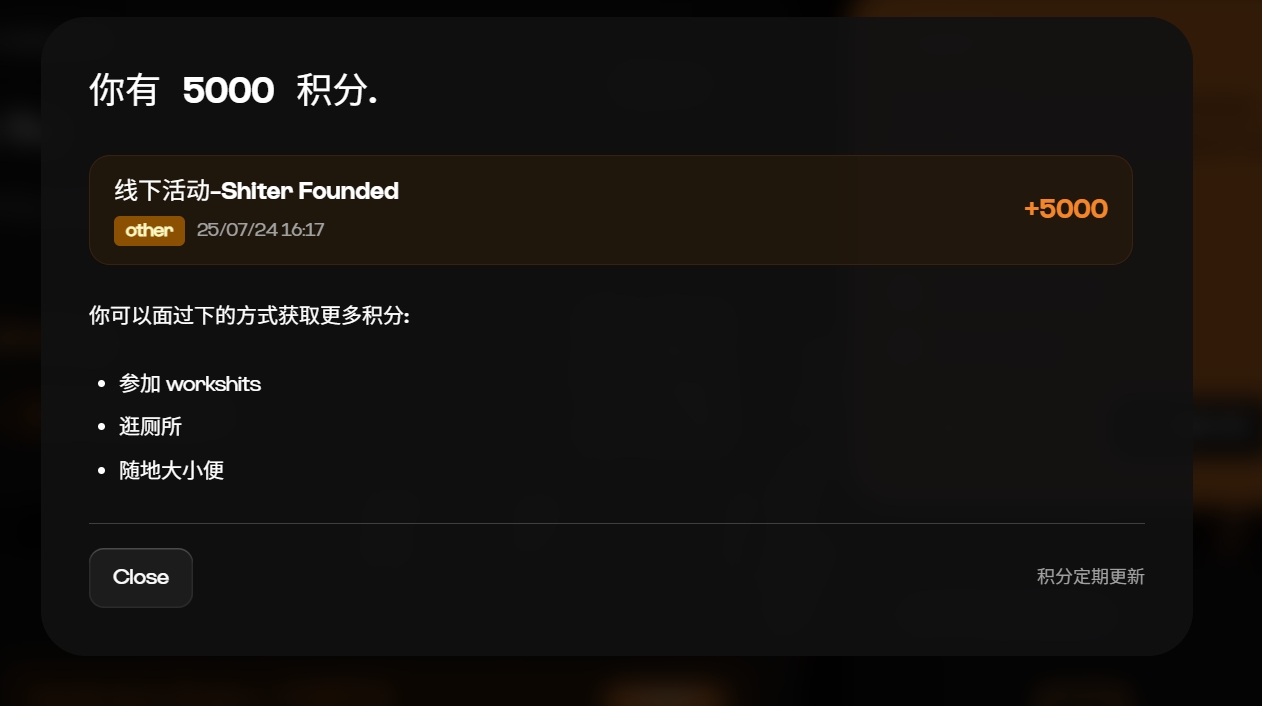 你有 5000 积分.
线下活动-Shiter Founded
+5000
other 25/07/24 16:17
你可以面过下的方式获取更多积分:
• 参加 workshits
• 逛厕所
• 随地大小便
Close
积分定期更新